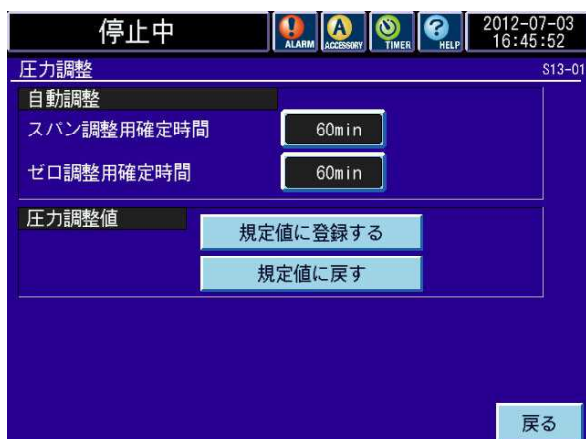 停止中
ALARM
A
ACCESSORY
TIMER
?
HELP
2012-07-03
16:45:52
圧力調整
S13-01
自動調整
スパン調整用確定時間
60min
ゼロ調整用確定時間
60min
圧力調整値
規定値に登録する
規定値に戻す
戻る